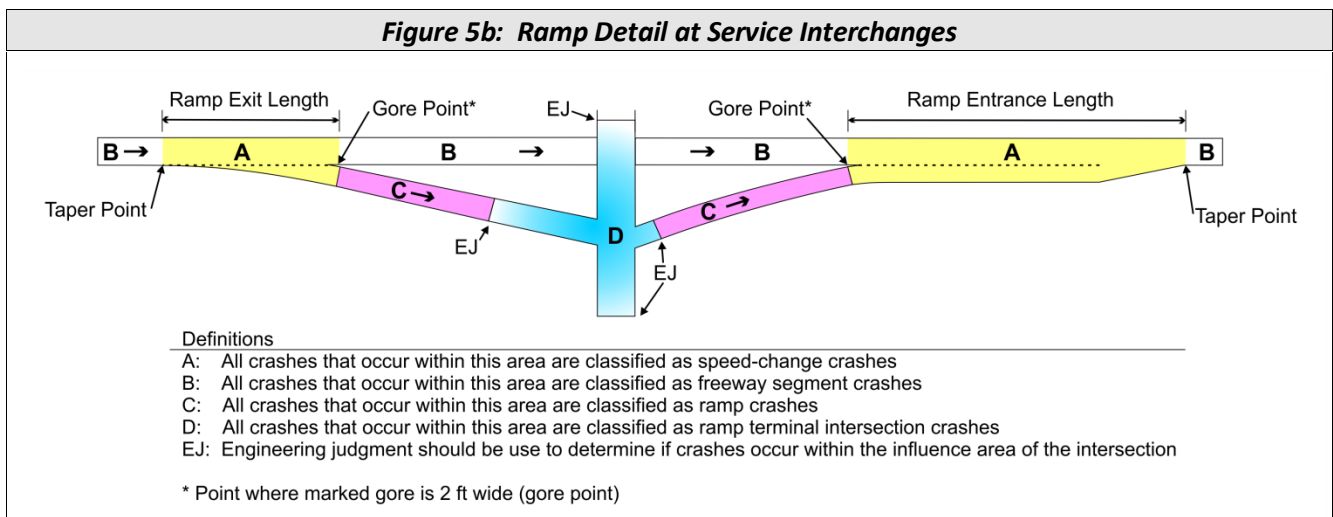 Figure 5b: Ramp Detail at Service Interchanges
Ramp Exit Length
Gore Point*
EJ
Gore Point*
Ramp Entrance Length
B
A
B
B
A
B
C
C
Taper Point
Taper Point
D
EJ
EJ
Definitions
A: All crashes that occur within this area are classified as speed-change crashes
B: All crashes that occur within this area are classified as freeway segment crashes
C: All crashes that occur within this area are classified as ramp crashes
D: All crashes that occur within this area are classified as ramp terminal intersection crashes
EJ: Engineering judgment should be use to determine if crashes occur within the influence area of the intersection
* Point where marked gore is 2 ft wide (gore point)